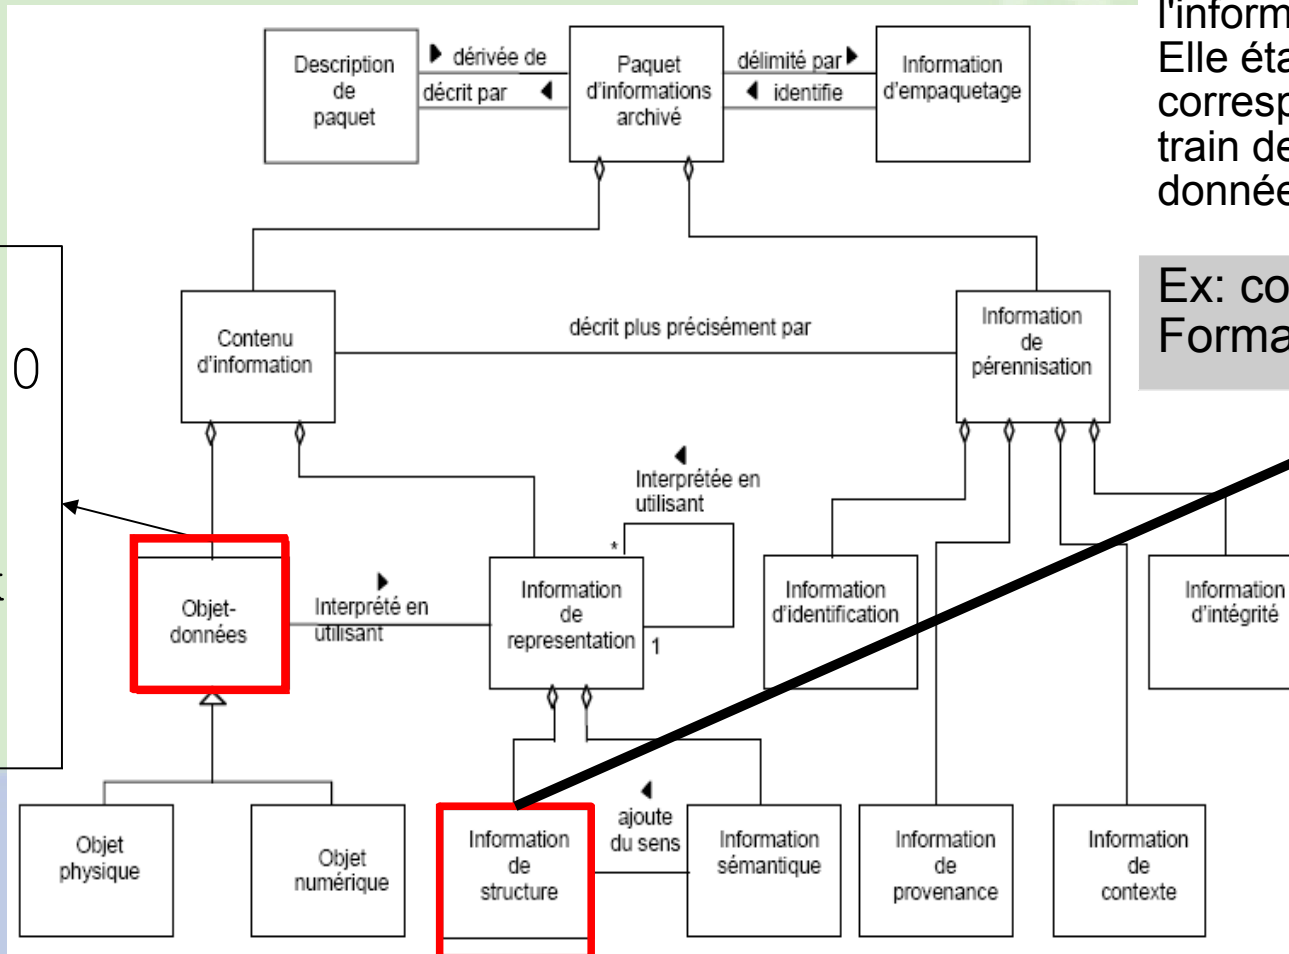 l'inform
Elle éta
corresp
train de
donnée
Ex: co
Forma
0
Description
de
paquet
dérivée de
décrit par
Paquet
d'informations
archivé
délimité par
identifie
Information
d'empaquetage
Contenu
d'information
décrit plus précisément par
Information
de
pérennisation
Interprétée en
utilisant
*
1
Objet-
données
Interprété en
utilisant
Information
de
representation
Information
d'identification
Information
d'intégrité
Objet
physique
Objet
numérique
Information
de
structure
ajoute
du sens
Information
sémantique
Information
de
provenance
Information
de
contexte